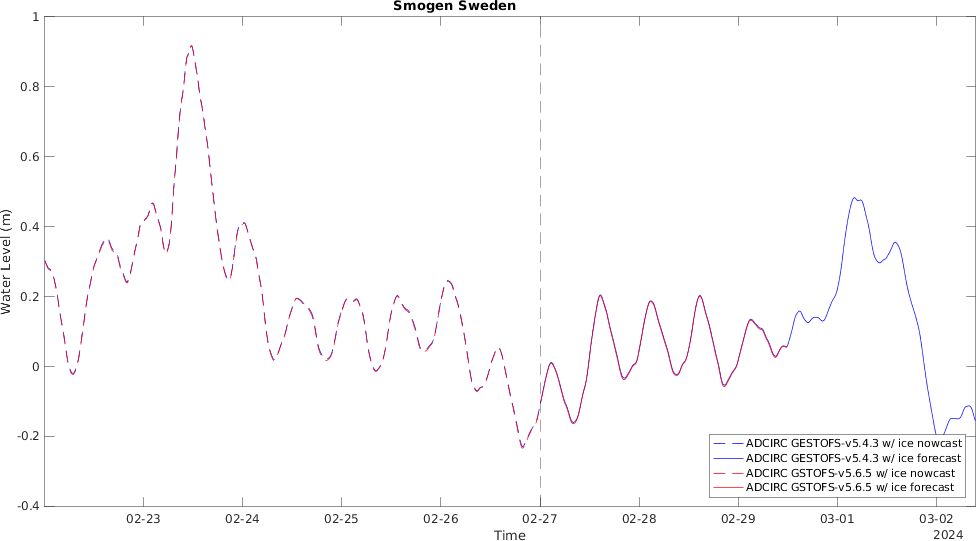 Smogen Sweden
1
0.8
0.6
0.4
0.2
0
-0.2
-0.4
Water Level (m)
02-23 02-24 02-25 02-26 02-27 02-28 02-29 03-01 03-02
Time
2024
ADCIRC GESTOFS-v5.4.3 w/ ice nowcast
ADCIRC GESTOFS-v5.4.3 w/ ice forecast
ADCIRC GSTOFS-v5.6.5 w/ ice nowcast
ADCIRC GSTOFS-v5.6.5 w/ ice forecast